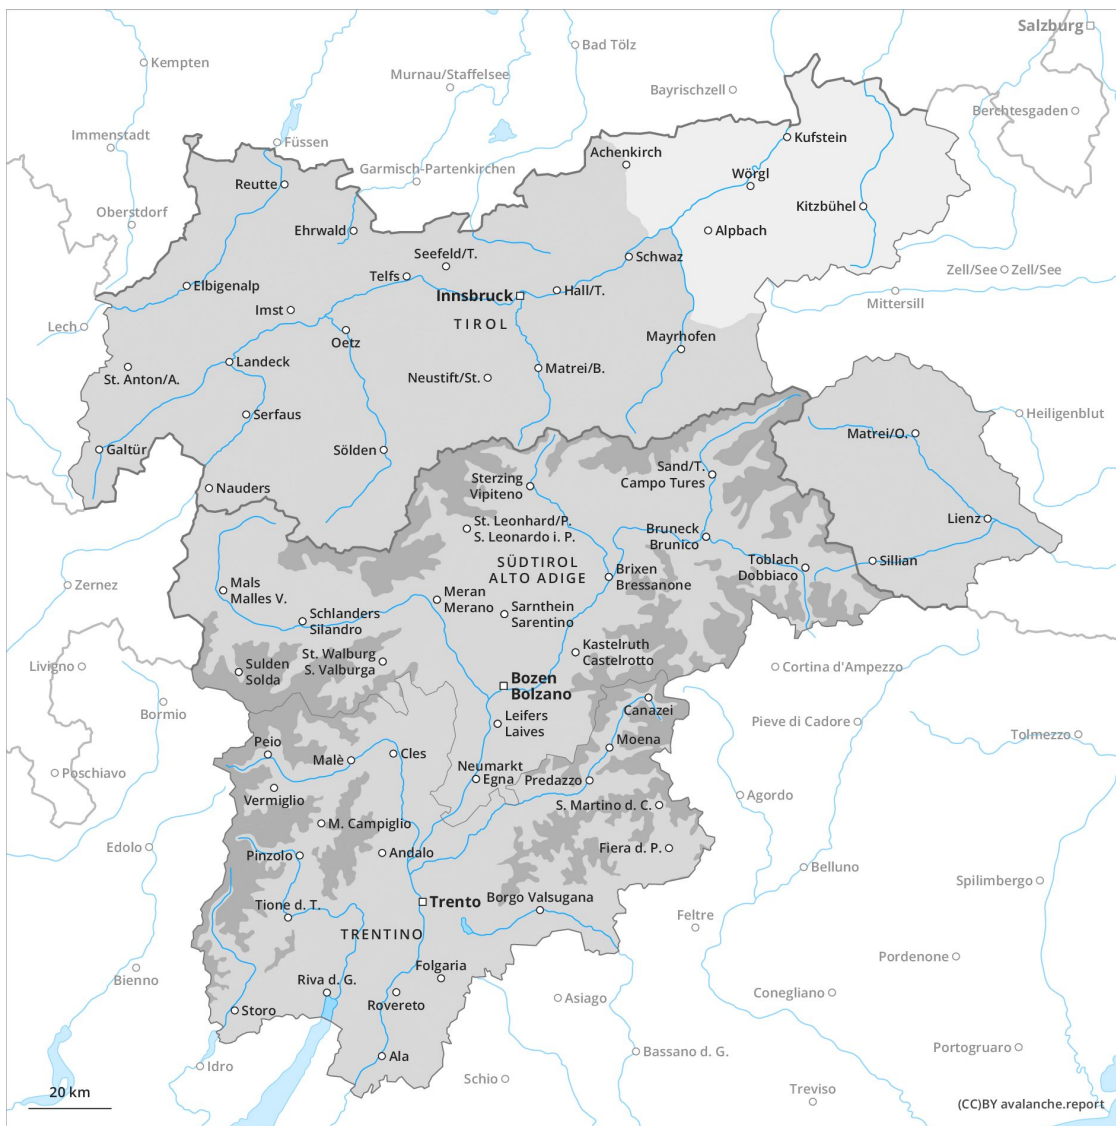 Salzburg
Bad Tölz
Kempten
Murnau/Staffelsee
Bayrischzell
Berchtesgaden
Immenstadt
Füssen
Kufstein
Achenkirch
Garmisch-Partenkirchen
Wörgl
Reutte
Kitzbühel
Oberstdorf
Ehrwald
Alpbach
Seefeld/T.
Schwaz
Zell/See
Zell/See
Telfs
Elbigenalp
Innsbruck
Hall/T.
Mittersill
Imst
TIROL
Lech
Oetz
Mayrhofen
Landeck
Matrei/B.
St. Anton/A.
Neustift/St.
Serfaus
Heiligenblut
Matrei/O.
Galtür
Sölden
Sand/T.
Campo Tures
Sterzing
Vipiteno
Nauders
St. Leonhard/P.
S. Leonardo i. P.
Lienz
Bruneck
Brunico
SÜDTIROL
ALTO ADIGE
Toblach
Dobbiaco
Sillian
Brixen
Bressanone
Zernez
Mals
Malles V.
Meran
Merano
Sarnthein
Sarentino
Schlanders
Silandro
Kastelruth
Castelrotto
St. Walburg
S. Valburga
Livigno
Sulden
Solda
Cortina d'Ampezzo
Bozen
Bolzano
Bormio
Canazei
Leifers
Laives
Pieve di Cadore
Tolmezzo
Peio
Moena
Malè
Cles
Neumarkt
Egna
Poschiavo
Predazzo
Vermiglio
Agordo
S. Martino d. C.
M. Campiglio
Edolo
Pinzolo
Andalo
Fiera d. P.
Belluno
Spilimbergo
Trento
Borgo Valsugana
Tione d. T.
Feltre
TRENTINO
Pordenone
Bienno
Folgaria
Riva d. G.
Rovereto
Asiago
Conegliano
Storo
Portogruaro
Ala
Bassano d. G.
Idro
Schio
Treviso
20 km
(CC)BY avalanche.report